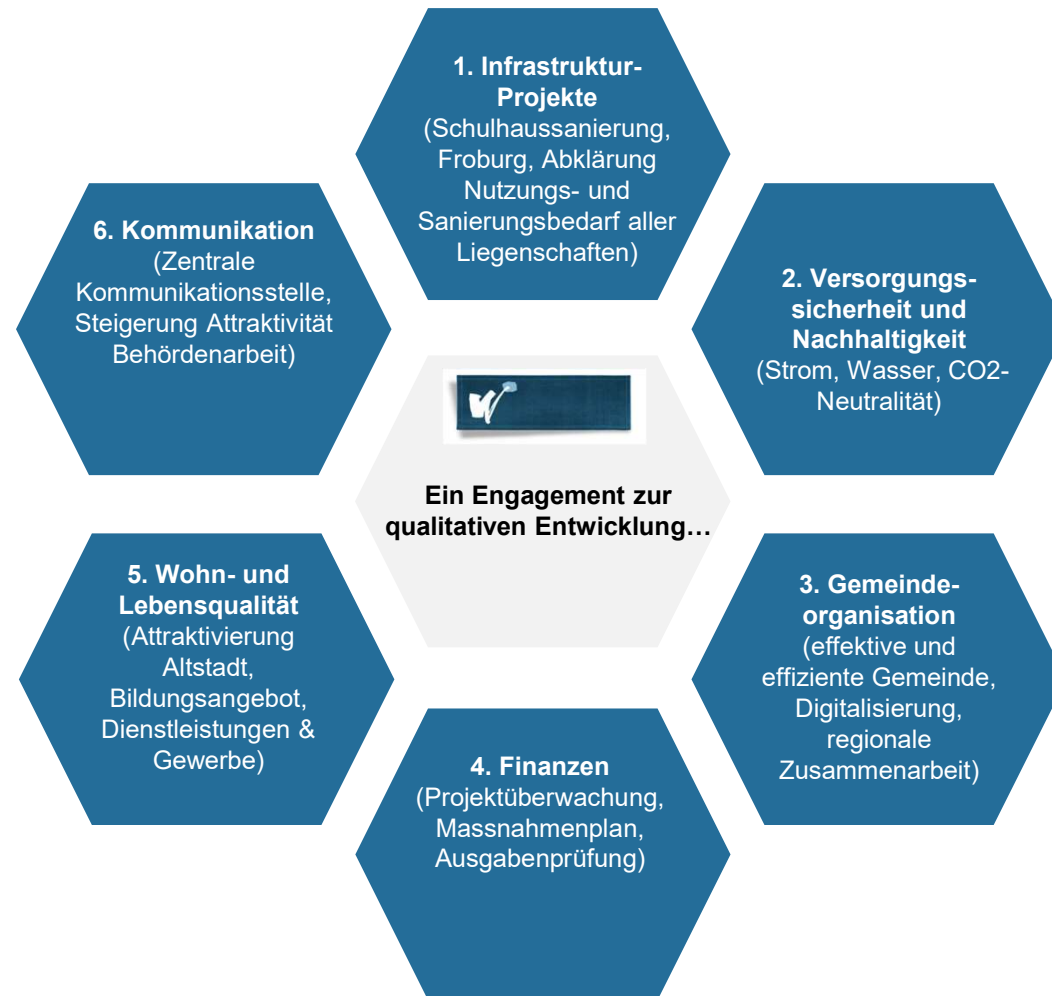 1. Infrastruktur-
Projekte
(Schulhaussanierung,
Froburg, Abklärung
Nutzungs- und
Sanierungsbedarf aller
Liegenschaften)
2. Versorgungs-
sicherheit und
Nachhaltigkeit
(Strom, Wasser, CO2-
Neutralität)
3. Gemeinde-
organisation
(effektive und
effiziente Gemeinde,
Digitalisierung,
regionale
Zusammenarbeit)
4. Finanzen
(Projektüberwachung,
Massnahmenplan,
Ausgabenprüfung)
5. Wohn- und
Lebensqualität
(Attraktivierung
Altstadt,
Bildungsangebot,
Dienstleistungen &
Gewerbe)
6. Kommunikation
(Zentrale
Kommunikationsstelle,
Steigerung Attraktivität
Behördenarbeit)
Ein Engagement zur
qualitativen Entwicklung…